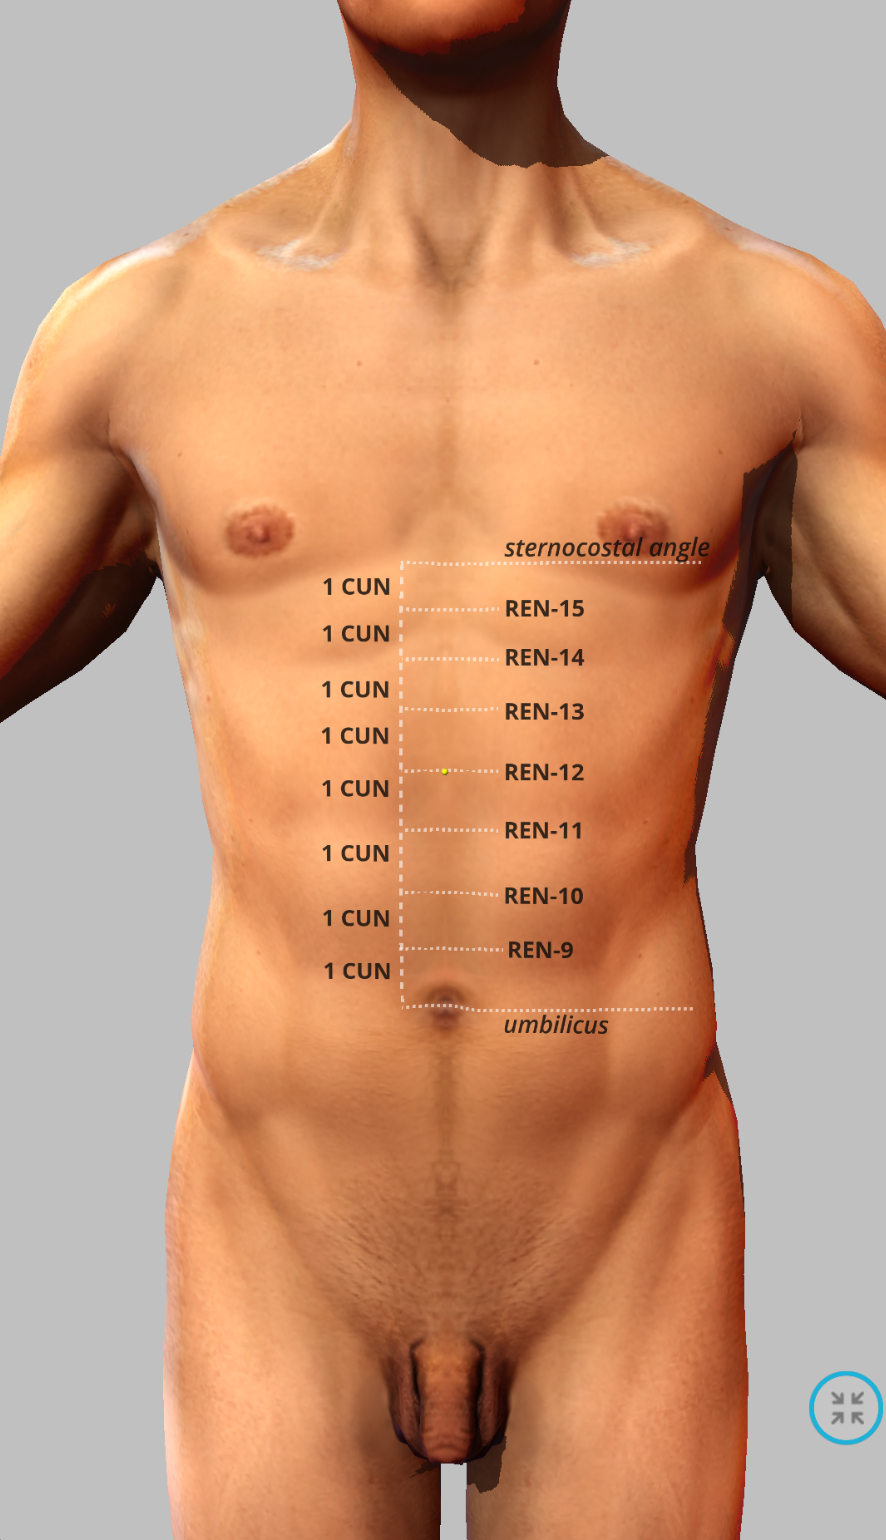 sternocostal angle
1 CUN
REN-15
1 CUN
REN-14
1 CUN
REN-13
1 CUN
REN-12
1 CUN
REN-11
1 CUN
REN-10
1 CUN
REN-9
1 CUN
umbilicus